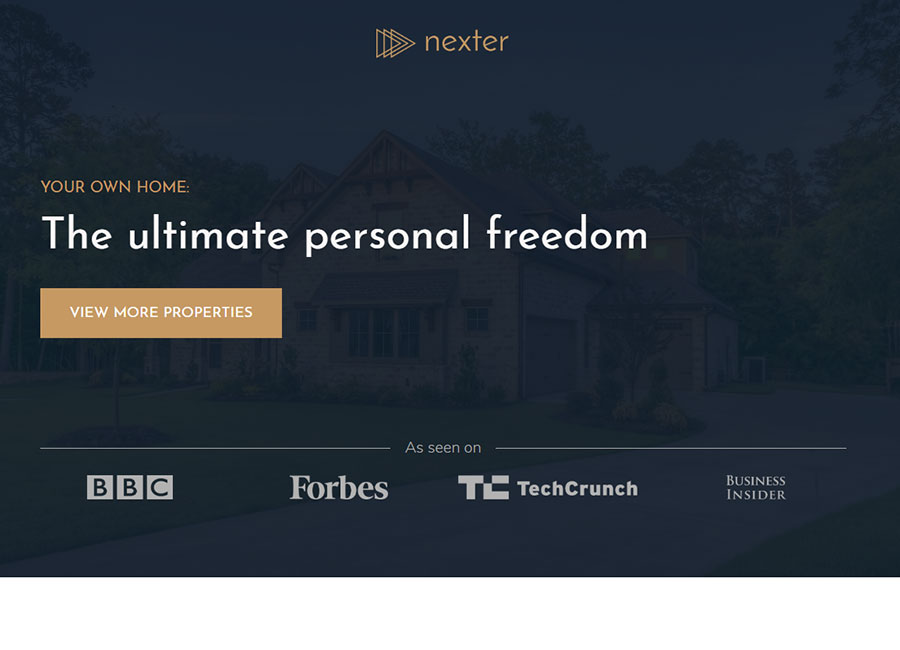 nexter
YOUR OWN HOME:
The ultimate personal freedom
VIEW MORE PROPERTIES
As seen on
BBC
Forbes
TC TechCrunch
BUSINESS
INSIDER